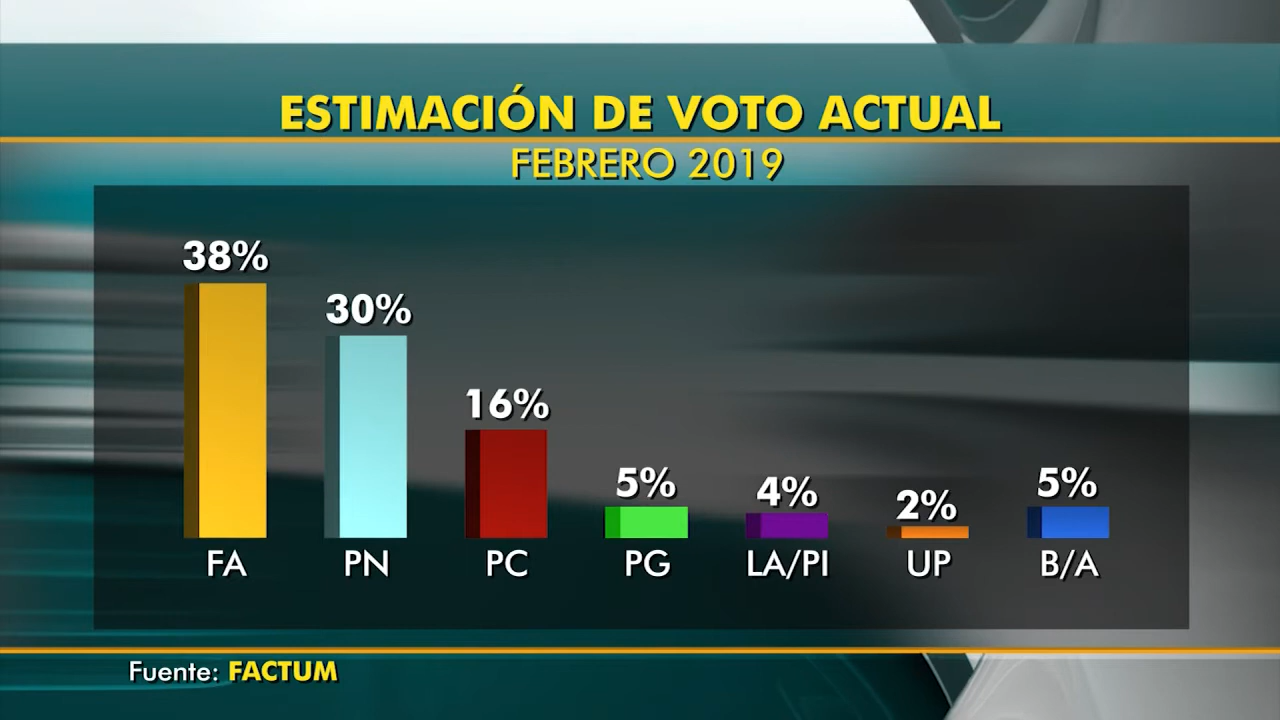 ESTIMACIÓN DE VOTO ACTUAL
FEBRERO 2019
38%
30%
16%
5%
4%
2%
5%
FA
PN
PC
PG
LA/PI
UP
B/A
Fuente: FACTUM